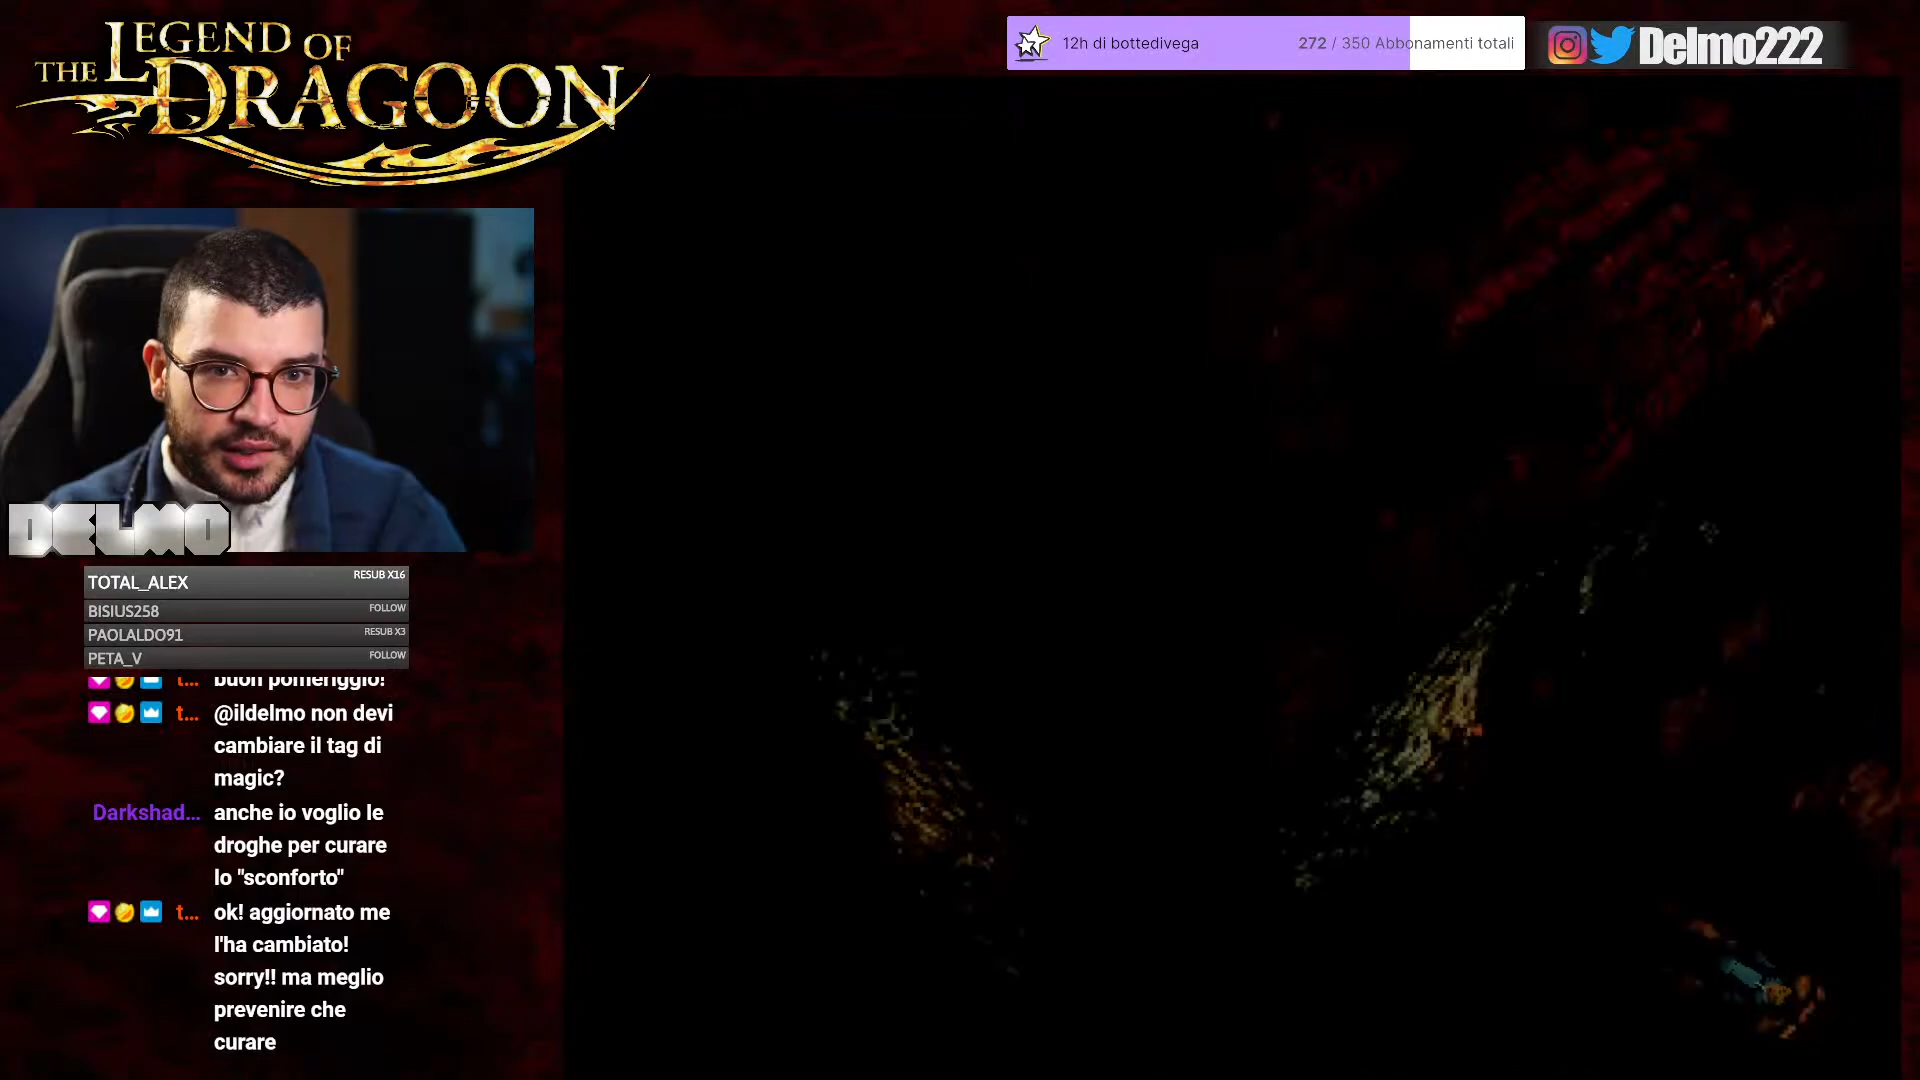 THE LEGEND OF
DRAGOON
12h di bottedivega 272 / 350 Abbonamenti totali
Delmo222
DELMO
TOTAL_ALEX RESUB X16
BISIUS258 FOLLOW
PAOLALDO91 RESUB X3
PETA_V FOLLOW
t... buon pomeriggio!
t... @ildelmo non devi
cambiare il tag di
magic?
Darkshad... anche io voglio le
droghe per curare
lo "sconforto"
t... ok! aggiornato me
l'ha cambiato!
sorry!! ma meglio
prevenire che
curare